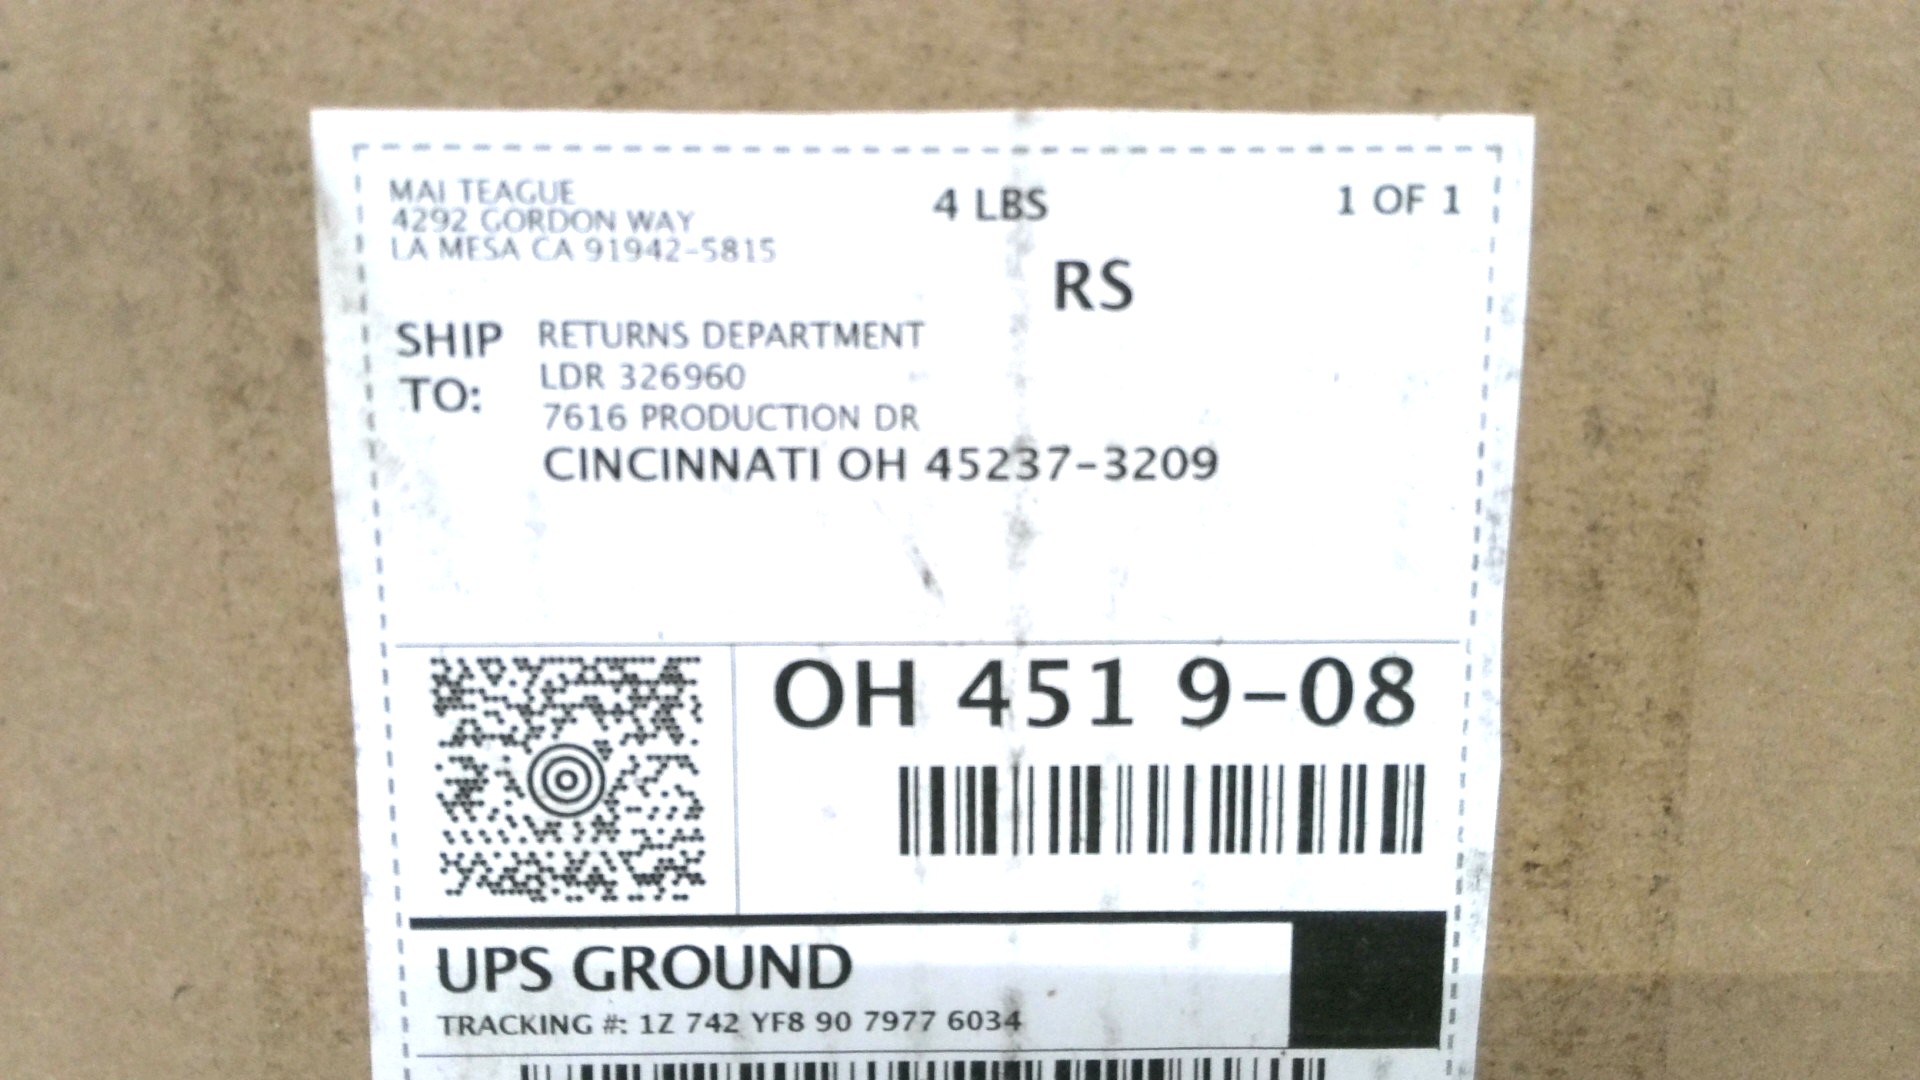 MAI TEAGUE
4292 GORDON WAY
LA MESA CA 91942-5815
4 LBS
1 OF 1
RS
SHIP TO:
RETURNS DEPARTMENT
LDR 326960
7616 PRODUCTION DR
CINCINNATI OH 45237-3209
OH 451 9-08
UPS GROUND
TRACKING #: 1Z 742 YF8 90 7977 6034